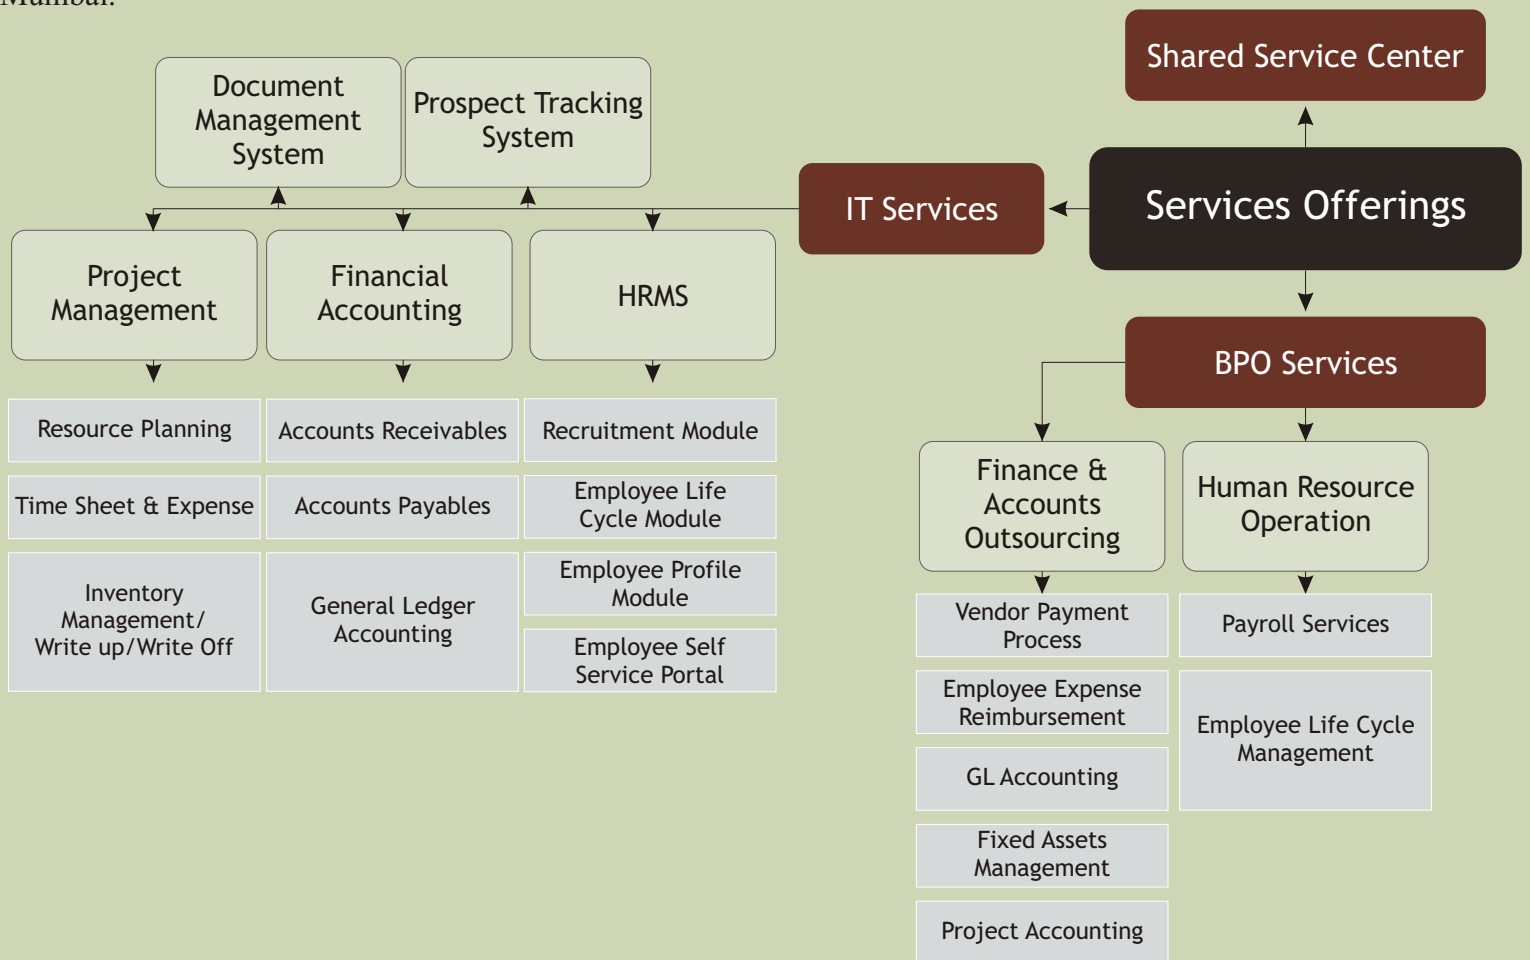 Mumbai.
Shared Service Center
Document
Management
System
Prospect Tracking
System
IT Services
Services Offerings
Project
Management
Financial
Accounting
HRMS
BPO Services
Resource Planning
Accounts Receivables
Recruitment Module
Time Sheet & Expense
Accounts Payables
Employee Life
Cycle Module
Inventory
Management/
Write up/Write Off
General Ledger
Accounting
Employee Profile
Module
Employee Self
Service Portal
Finance &
Accounts
Outsourcing
Human Resource
Operation
Vendor Payment
Process
Payroll Services
Employee Expense
Reimbursement
Employee Life Cycle
Management
GL Accounting
Fixed Assets
Management
Project Accounting